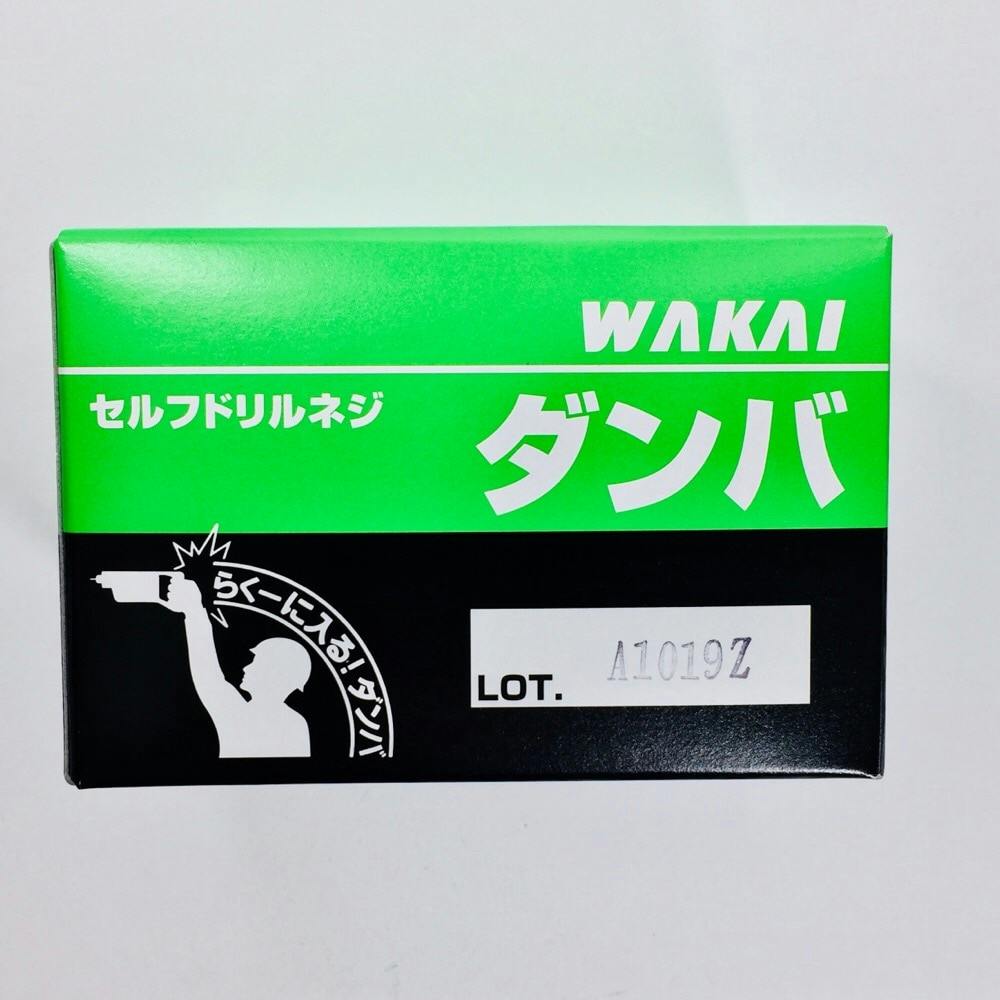 WAKAI
セルフドリルネジ
ダンバ
らくーに入る!ダンバ
LOT. A1019Z